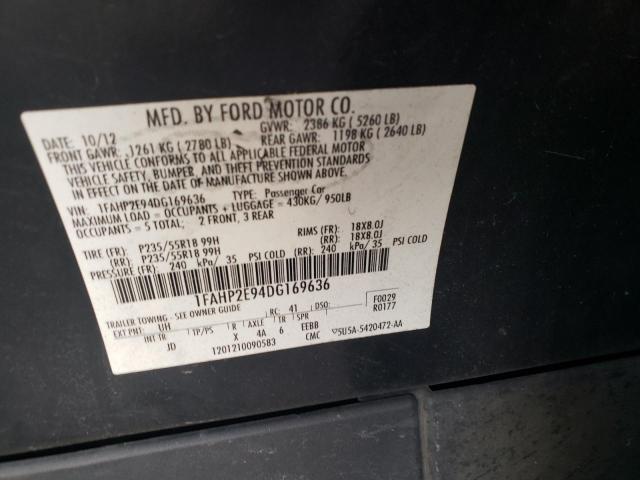 MFD. BY FORD MOTOR CO.
DATE: 10/12 GVWR: 2386 KG ( 5260 LB)
FRONT GAWR: 1261 KG ( 2780 LB) REAR GAWR: 1198 KG ( 2640 LB)
THIS VEHICLE CONFORMS TO ALL APPLICABLE FEDERAL MOTOR
VEHICLE SAFETY, BUMPER, AND THEFT PREVENTION STANDARDS
IN EFFECT ON THE DATE OF MANUFACTURE SHOWN ABOVE.
VIN: 1FAHP2E94DG169636 TYPE: Passenger Car
MAXIMUM LOAD = OCCUPANTS + LUGGAGE = 430KG/950LB
OCCUPANTS = 5 TOTAL; 2 FRONT, 3 REAR
TIRE (FR): P235/55R18 99H RIMS (FR): 18X8.0J
(RR): P235/55R18 99H (RR): 18X8.0J
PRESSURE (FR): 240 kPa/ 35 PSI COLD (RR): 240 kPa/ 35 PSI COLD
1FAHP2E94DG169636
TRAILER TOWING - SEE OWNER GUIDE
EXT PNT: UH RC: 41 DSO: F0029
INT TR TP/PS R AXLE TR SPR R0177
JD X 4A 6 EEBB
1201210090583 CMC 5U5A-5420472-AA